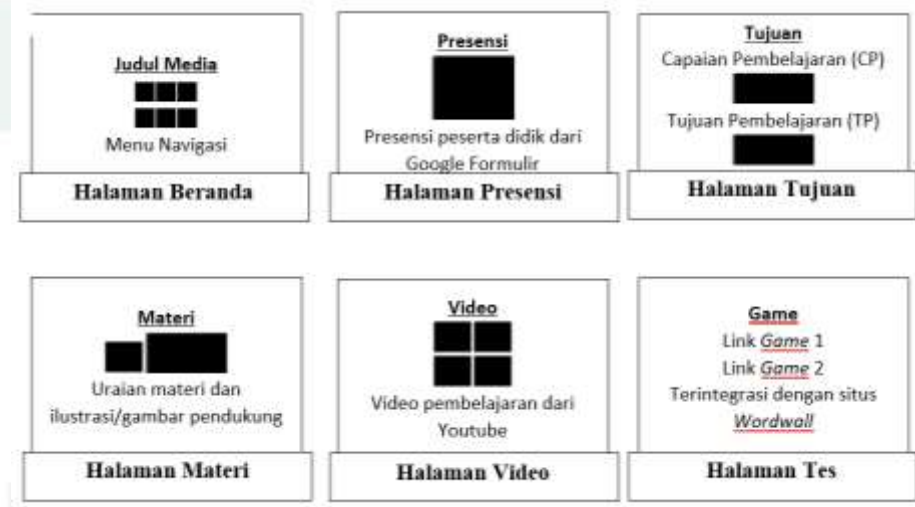 Judul Media
Menu Navigasi
Halaman Beranda
Presensi
Presensi peserta didik dari
Google Formulir
Halaman Presensi
Tujuan
Capaian Pembelajaran (CP)
Tujuan Pembelajaran (TP)
Halaman Tujuan
Materi
Uraian materi dan
ilustrasi/gambar pendukung
Halaman Materi
Video
Video pembelajaran dari
Youtube
Halaman Video
Game
Link Game 1
Link Game 2
Terintegrasi dengan situs
Wordwall
Halaman Tes